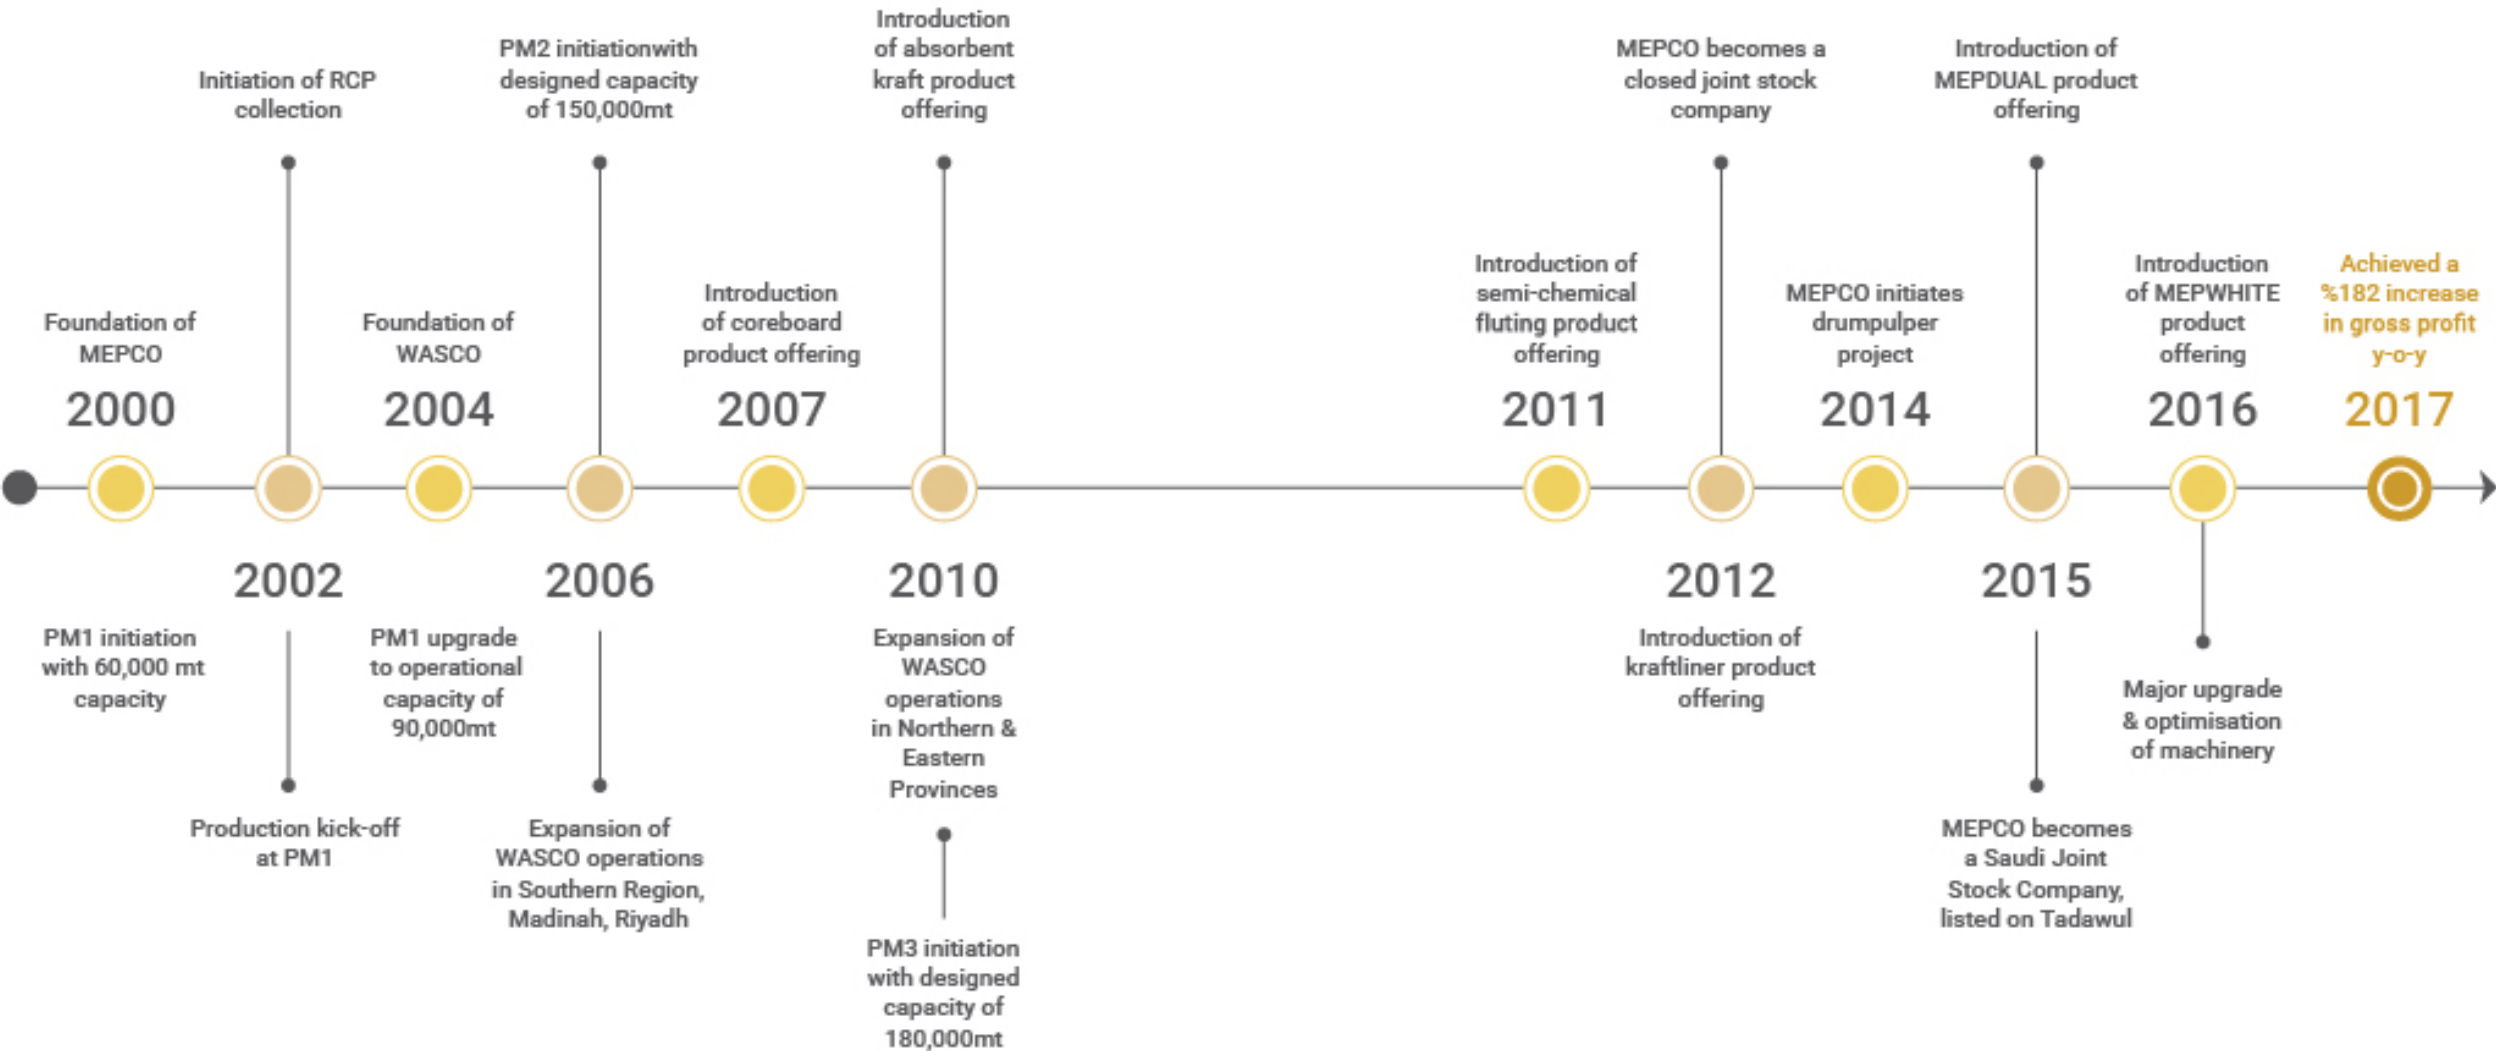 Foundation of
MEPCO
2000
PM1 initiation
with 60,000 mt
capacity
Initiation of RCP
collection
2002
Production kick-off
at PM1
Foundation of
WASCO
2004
PM1 upgrade
to operational
capacity of
90,000mt
PM2 initiationwith
designed capacity
of 150,000mt
2006
Expansion of
WASCO operations
in Southern Region,
Madinah, Riyadh
Introduction
of coreboard
product offering
2007
Introduction
of absorbent
kraft product
offering
2010
Expansion of
WASCO
operations
in Northern &
Eastern
Provinces
PM3 initiation
with designed
capacity of
180,000mt
Introduction of
semi-chemical
fluting product
offering
2011
MEPCO becomes a
closed joint stock
company
2012
Introduction of
kraftliner product
offering
MEPCO initiates
drumpulper
project
2014
Introduction of
MEPDUAL product
offering
2015
MEPCO becomes
a Saudi Joint
Stock Company,
listed on Tadawul
Introduction
of MEPWHITE
product
offering
2016
Major upgrade
& optimisation
of machinery
Achieved a
%182 increase
in gross profit
y-o-y
2017